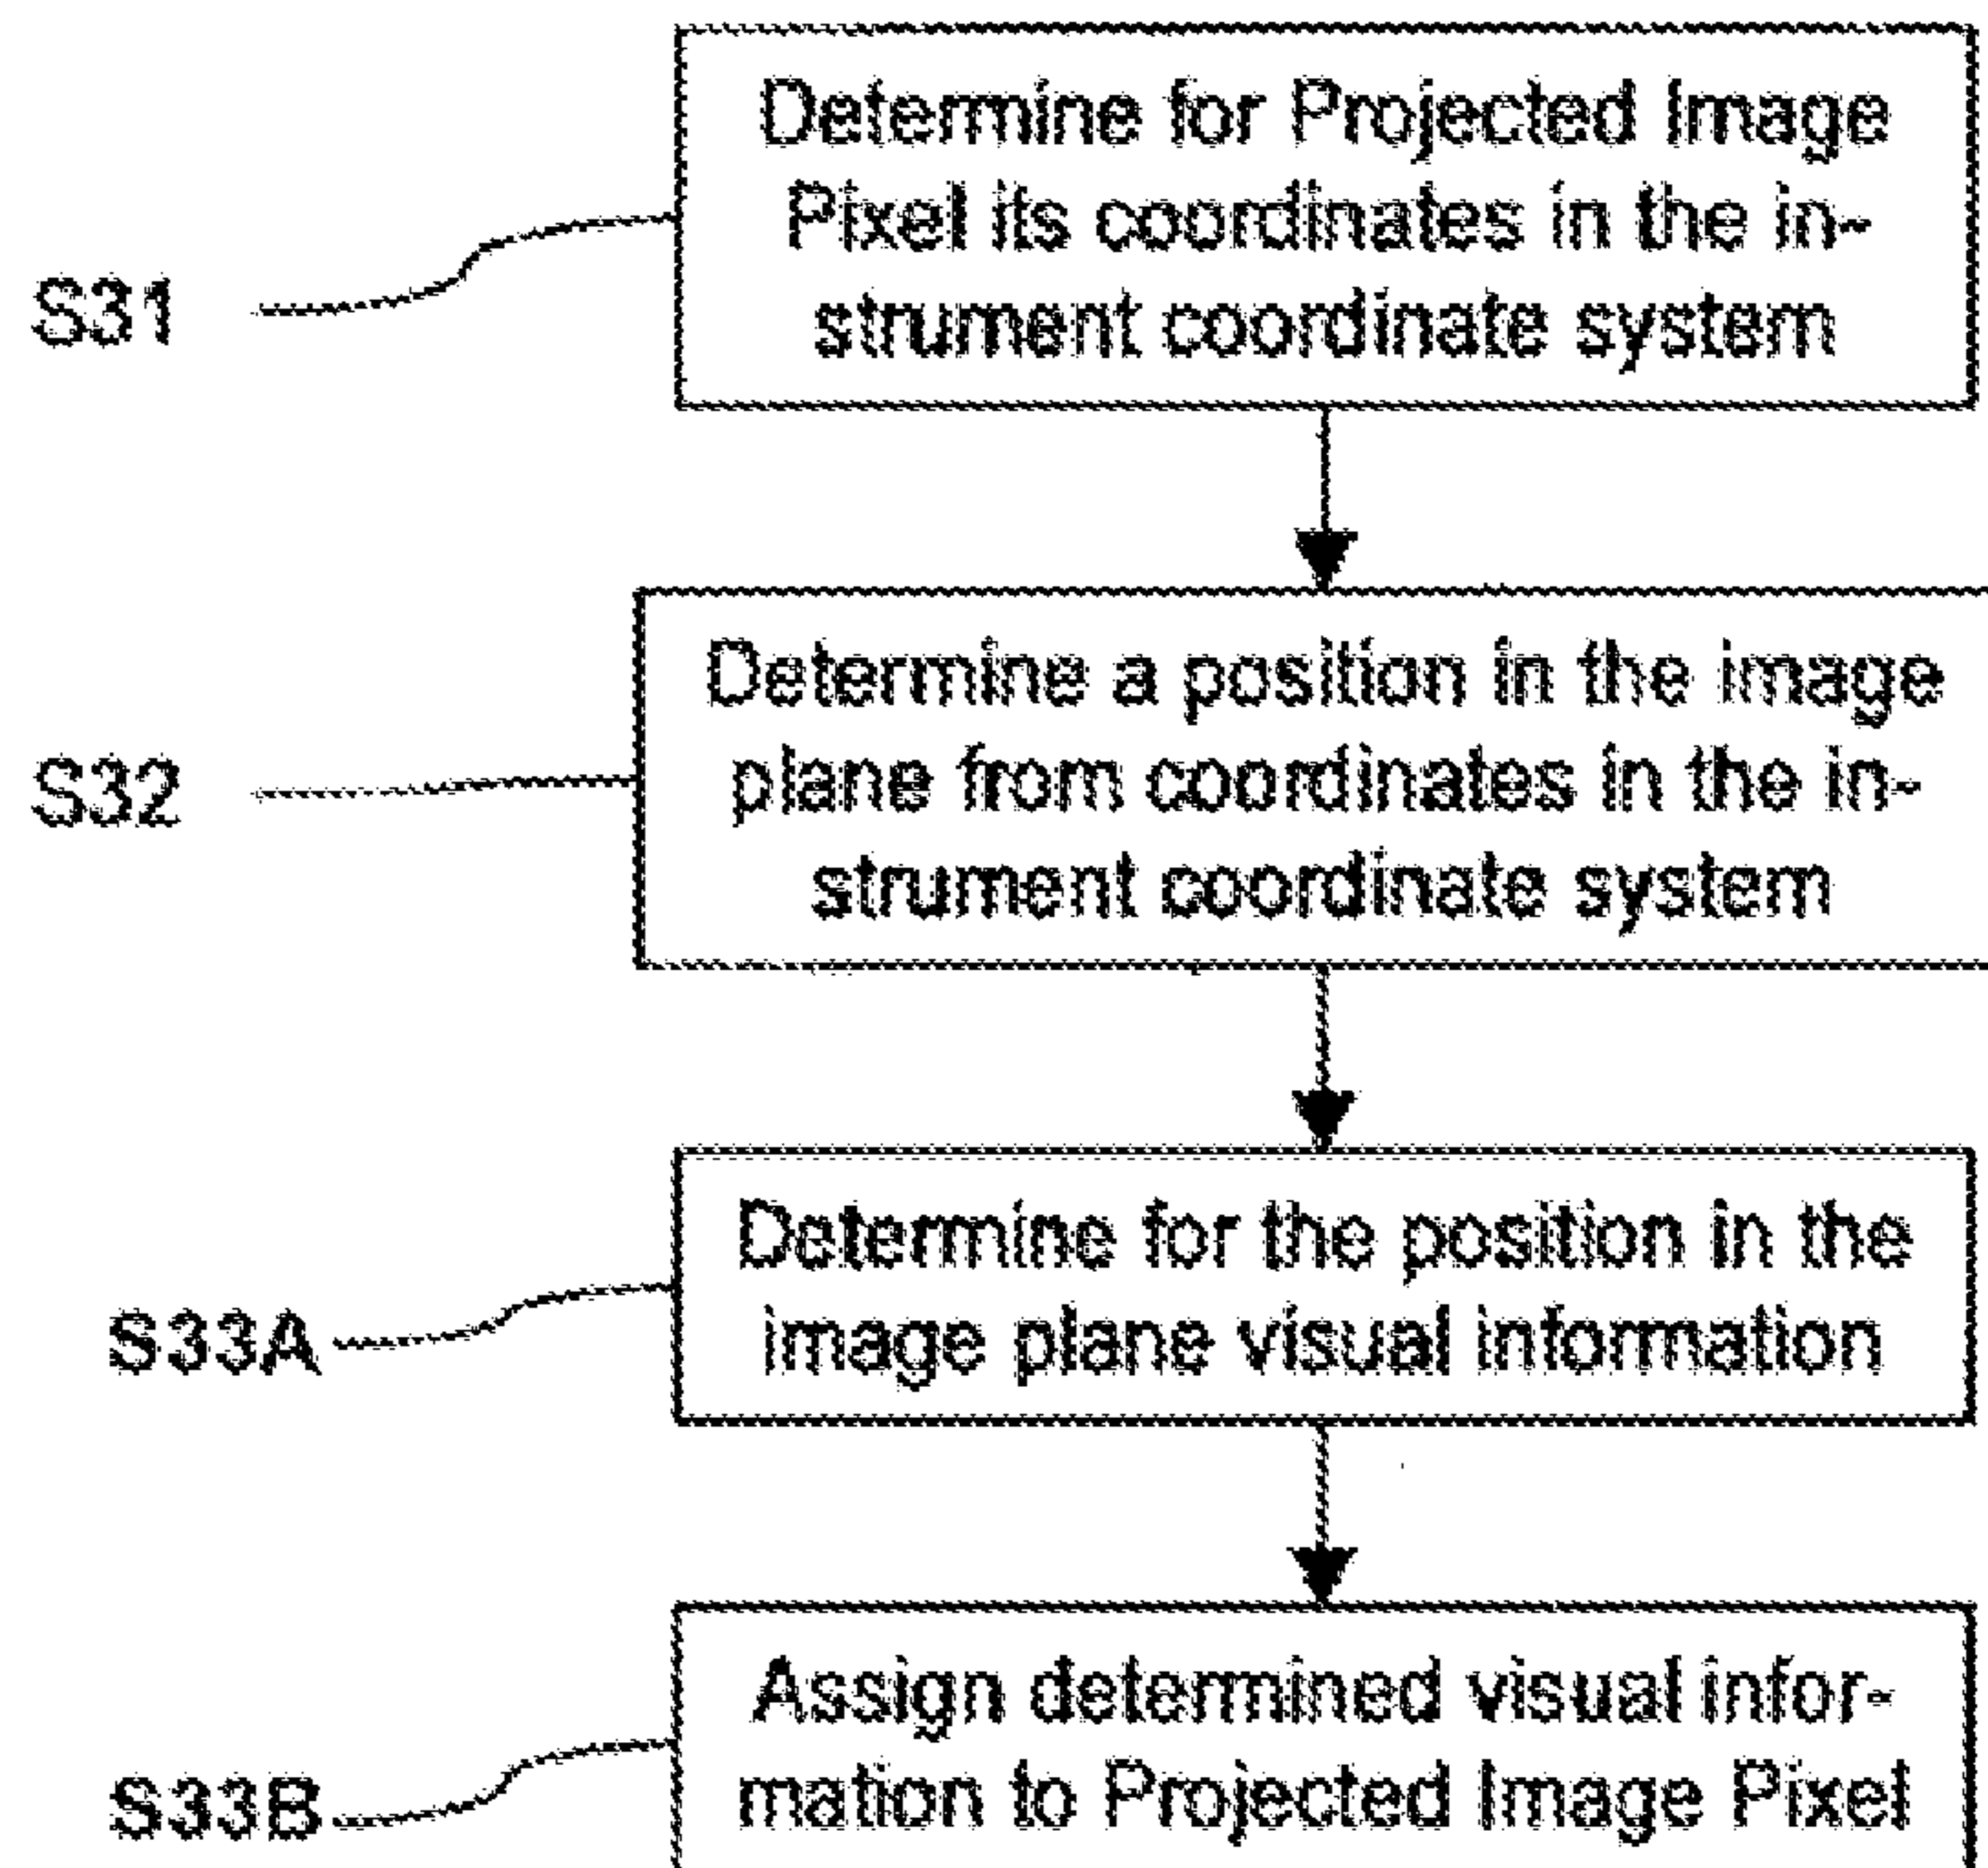 Determine for Projected Image
Pixel its coordinates in the in-
strument coordinate system
S31
Determine a position in the image
plane from coordinates in the in-
strument coordinate system
S32
Determine for the position in the
image plane visual information
S33A
Assign determined visual infor-
mation to Projected Image Pixel
S33B